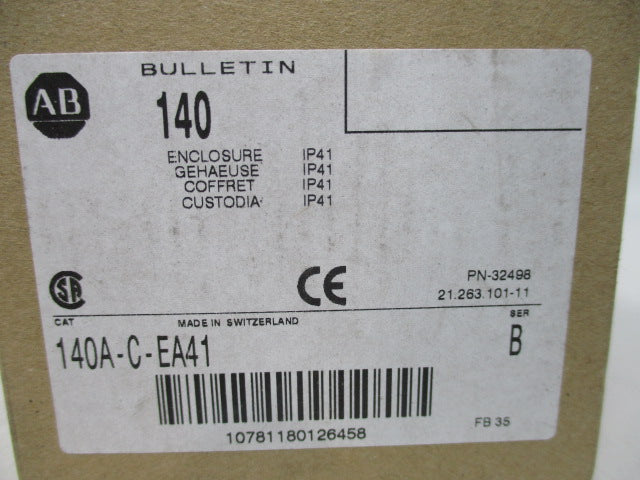 AB
BULLETIN
140
ENCLOSURE IP41
GEHAEUSE IP41
COFFRET IP41
CUSTODIA IP41
SA
CE
PN-32498
21.263.101-11
CAT MADE IN SWITZERLAND SER
140A-C-EA41 B
10781180126458
FB 35